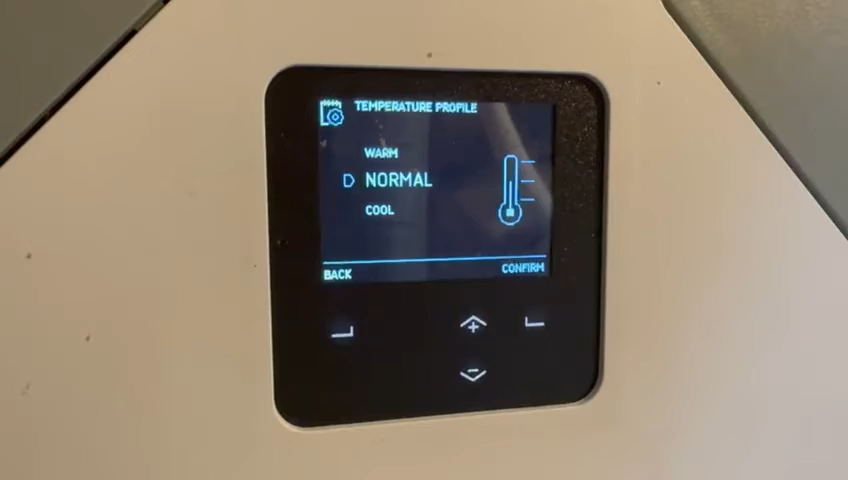 TEMPERATURE PROFILE
WARM
NORMAL
COOL
BACK CONFIRM